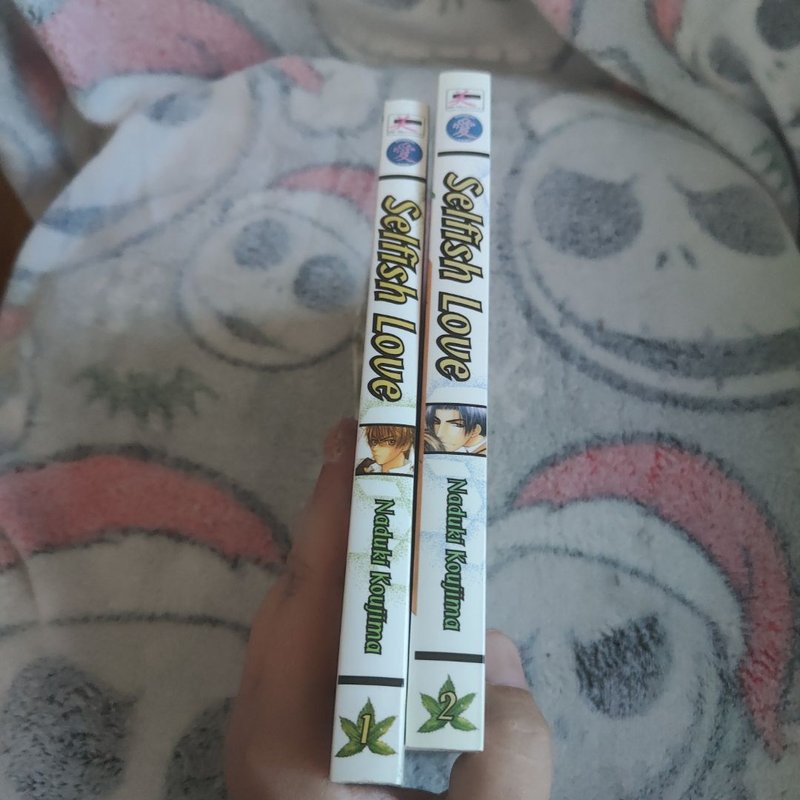 愛
Selfish Love
Naduki Koujima
1
愛
Selfish Love
Naduki Koujima
2